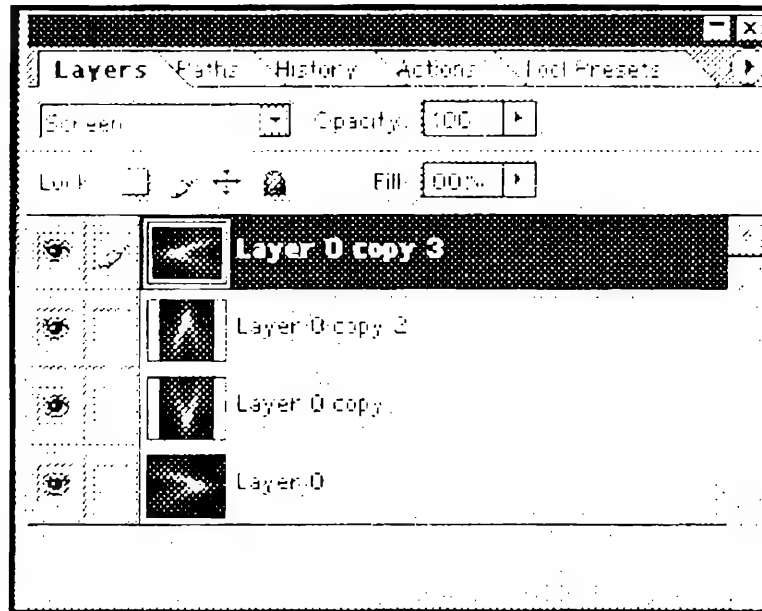 Layers Paths History Actions Tool Presets
Screen Opacity: 100
Lock: Fill: 00%
Layer 0 copy 3
Layer 0 copy 2
Layer 0 copy
Layer 0